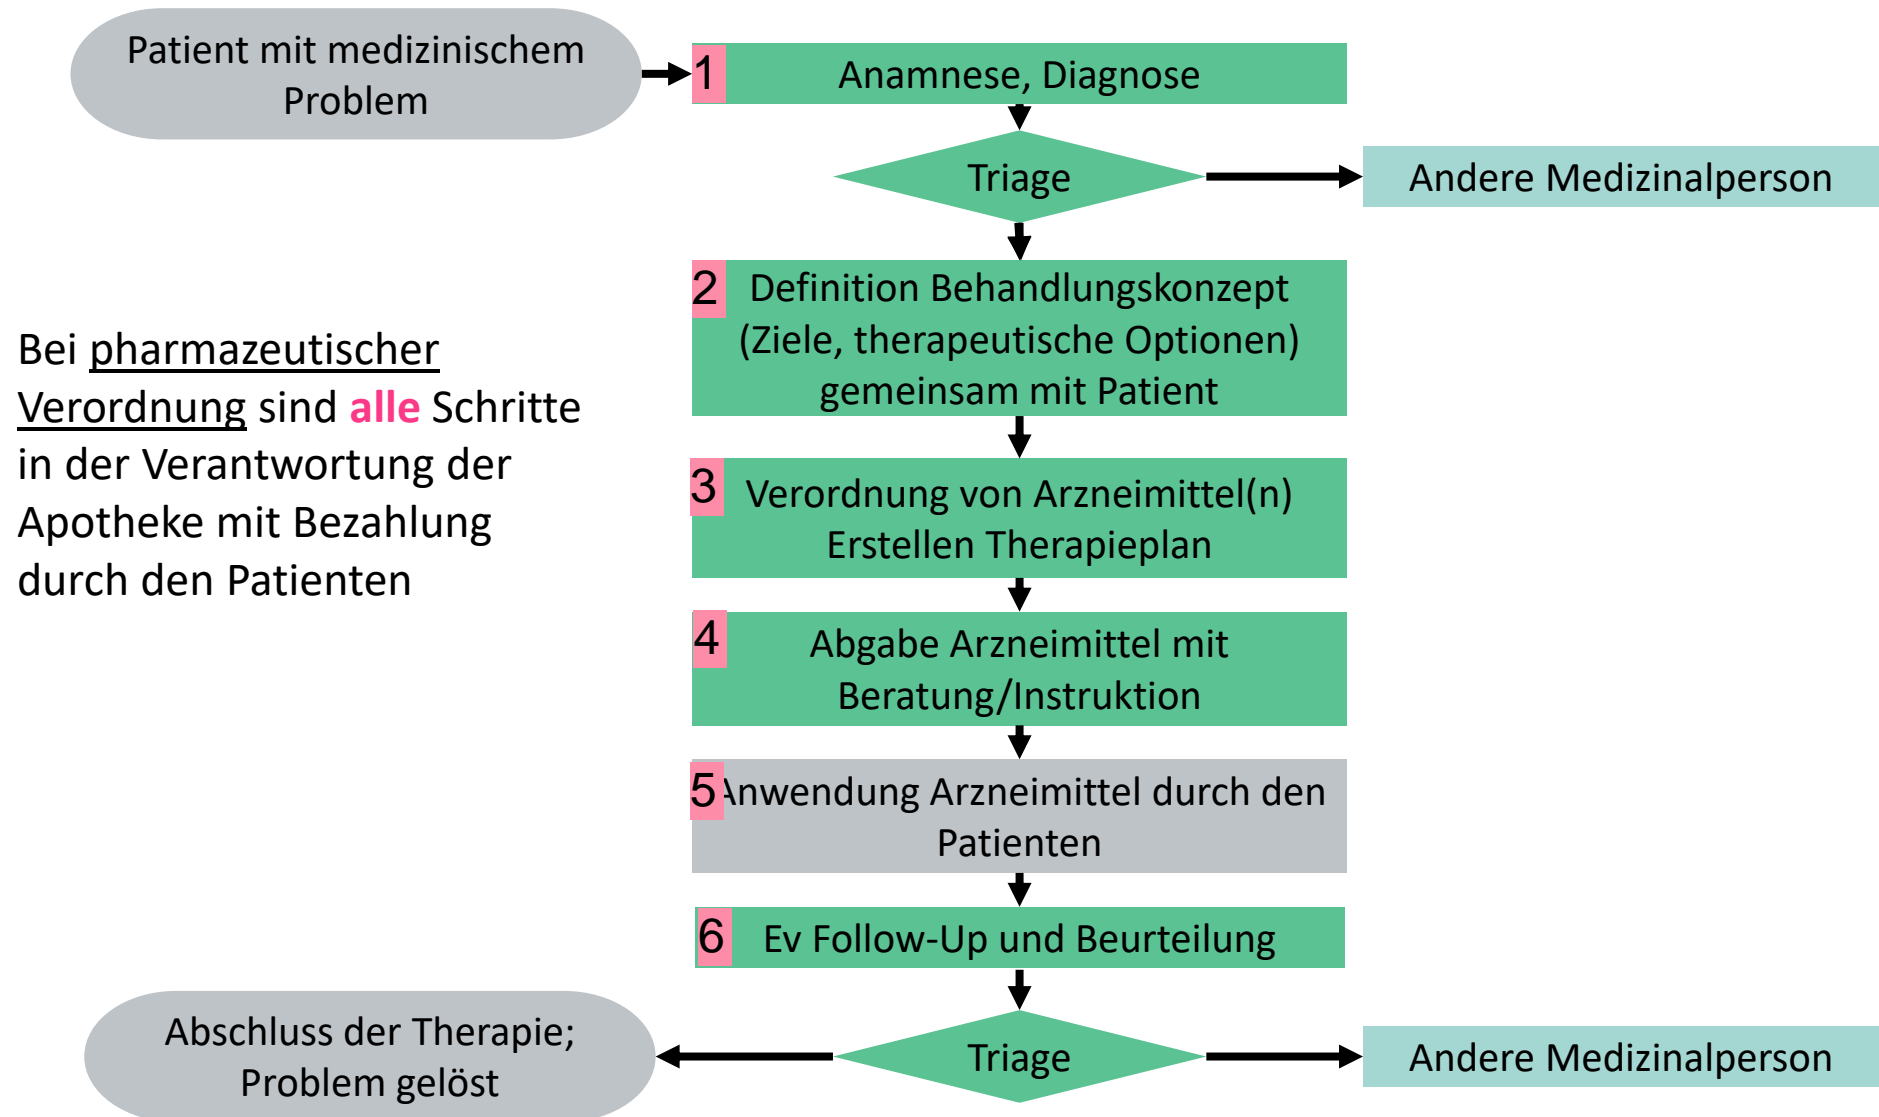 Patient mit medizinischem
Problem
1
Anamnese, Diagnose
Triage
Andere Medizinalperson
2
Definition Behandlungskonzept
(Ziele, therapeutische Optionen)
gemeinsam mit Patient
Bei pharmazeutischer
Verordnung sind alle Schritte
in der Verantwortung der
Apotheke mit Bezahlung
durch den Patienten
3
Verordnung von Arzneimittel(n)
Erstellen Therapieplan
4
Abgabe Arzneimittel mit
Beratung/Instruktion
5
Anwendung Arzneimittel durch den
Patienten
6
Ev Follow-Up und Beurteilung
Triage
Abschluss der Therapie;
Problem gelöst
Andere Medizinalperson